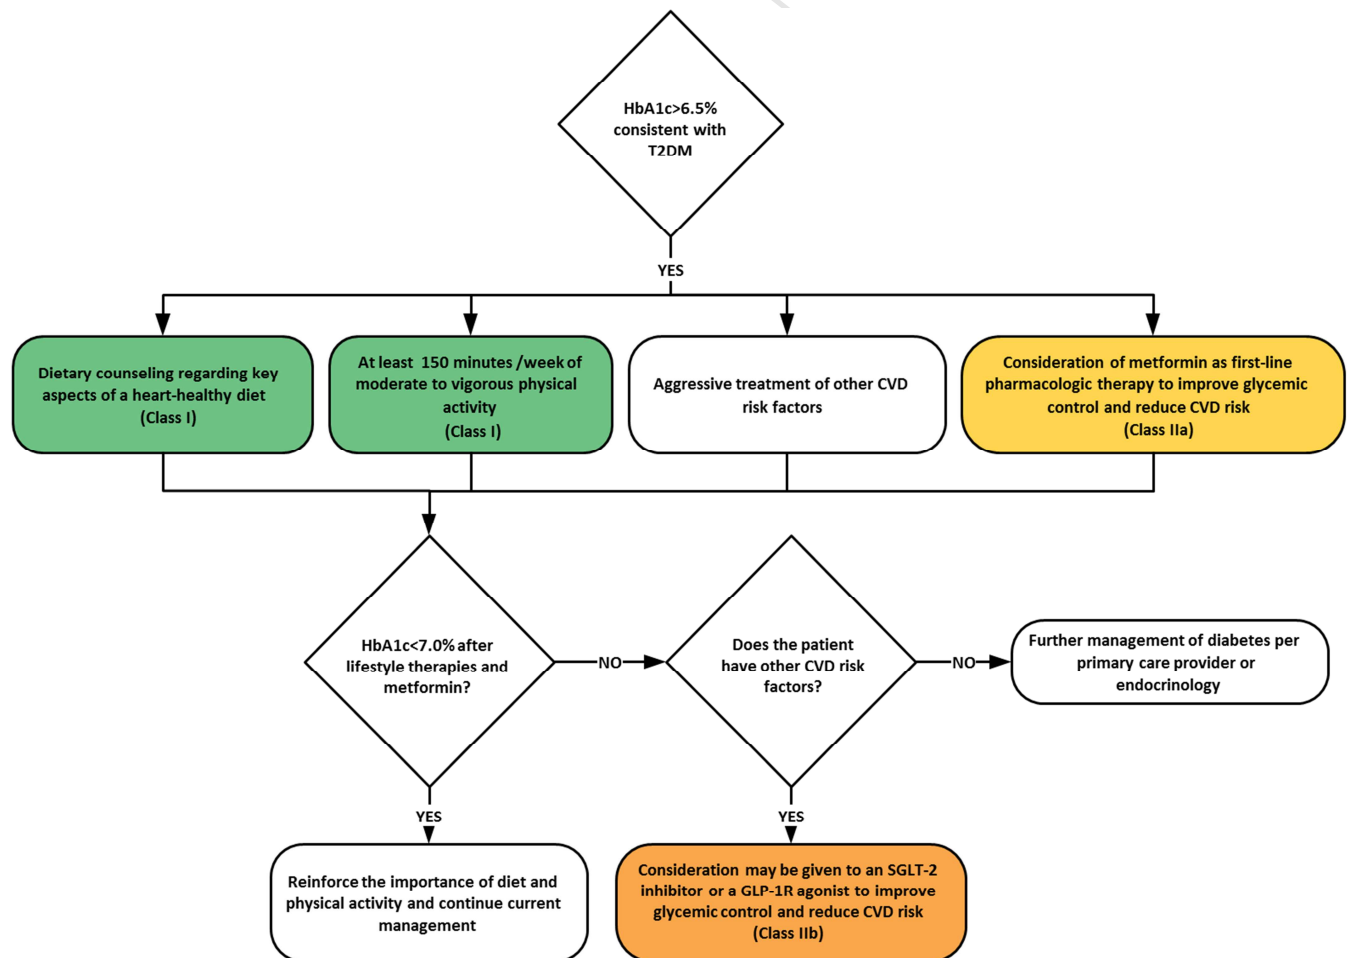 HbA1c>6.5%
consistent with
T2DM
YES
Dietary counseling regarding key
aspects of a heart-healthy diet
(Class I)
At least 150 minutes /week of
moderate to vigorous physical
activity
(Class I)
Aggressive treatment of other CVD
risk factors
Consideration of metformin as first-line
pharmacologic therapy to improve glycemic
control and reduce CVD risk
(Class IIa)
HbA1c<7.0% after
lifestyle therapies and
metformin?
NO
Does the patient
have other CVD risk
factors?
NO
Further management of diabetes per
primary care provider or
endocrinology
YES
YES
Reinforce the importance of diet and
physical activity and continue current
management
Consideration may be given to an SGLT-2
inhibitor or a GLP-1R agonist to improve
glycemic control and reduce CVD risk
(Class IIb)